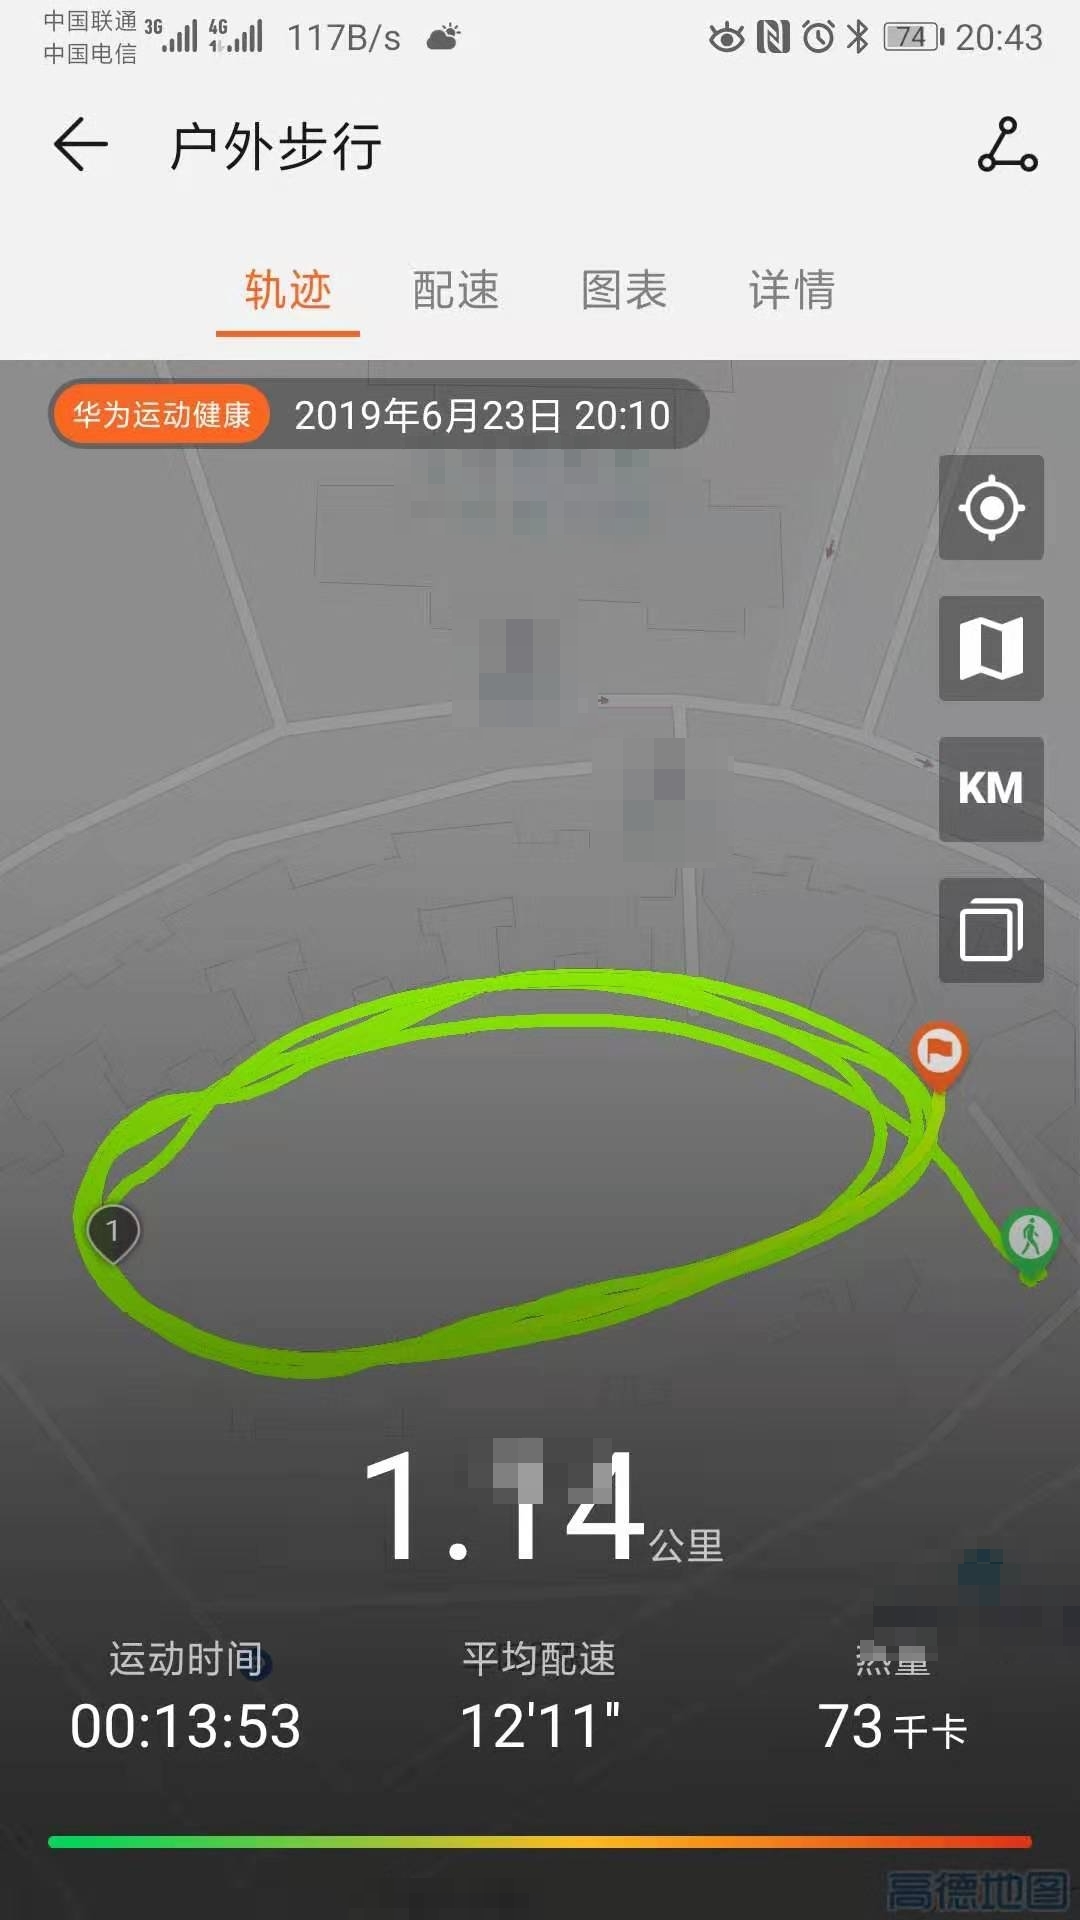 中国联通 3G 4G 117B/s 74 20:43
中国电信
户外步行
轨迹 配速 图表 详情
华为运动健康 2019年6月23日 20:10
KM
1
1.14公里
运动时间 平均配速 热量
00:13:53 12'11" 73千卡
高德地图